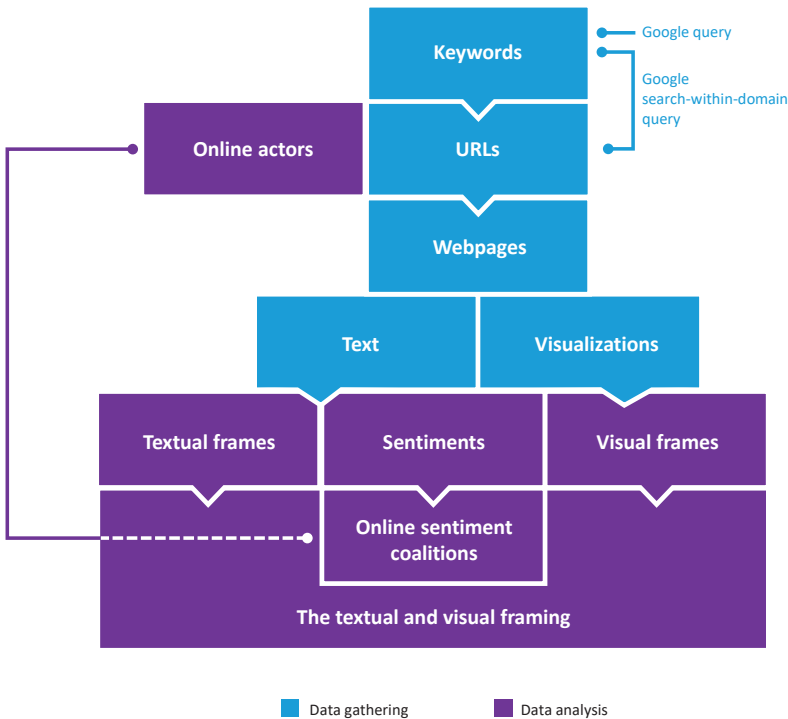 Keywords
Google query
Google
search-within-domain
query
Online actors
URLs
Webpages
Text
Visualizations
Textual frames
Sentiments
Visual frames
Online sentiment
coalitions
The textual and visual framing
Data gathering
Data analysis